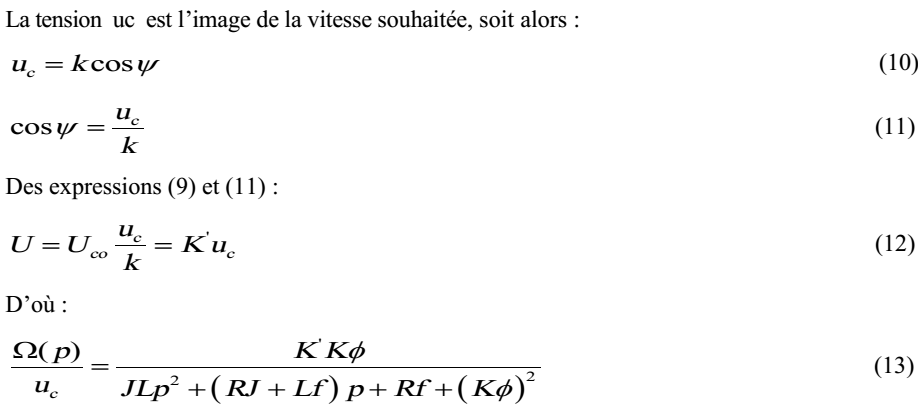 La tension uc est l’image de la vitesse souhaitée, soit alors :
u_c = k cos ψ (10)
cos ψ = u_c / k (11)
Des expressions (9) et (11) :
U = U_co u_c / k = K' u_c (12)
D’où :
Ω(p) / u_c = K' Kϕ / (JLp² + (RJ + Lf) p + Rf + (Kϕ)²) (13)